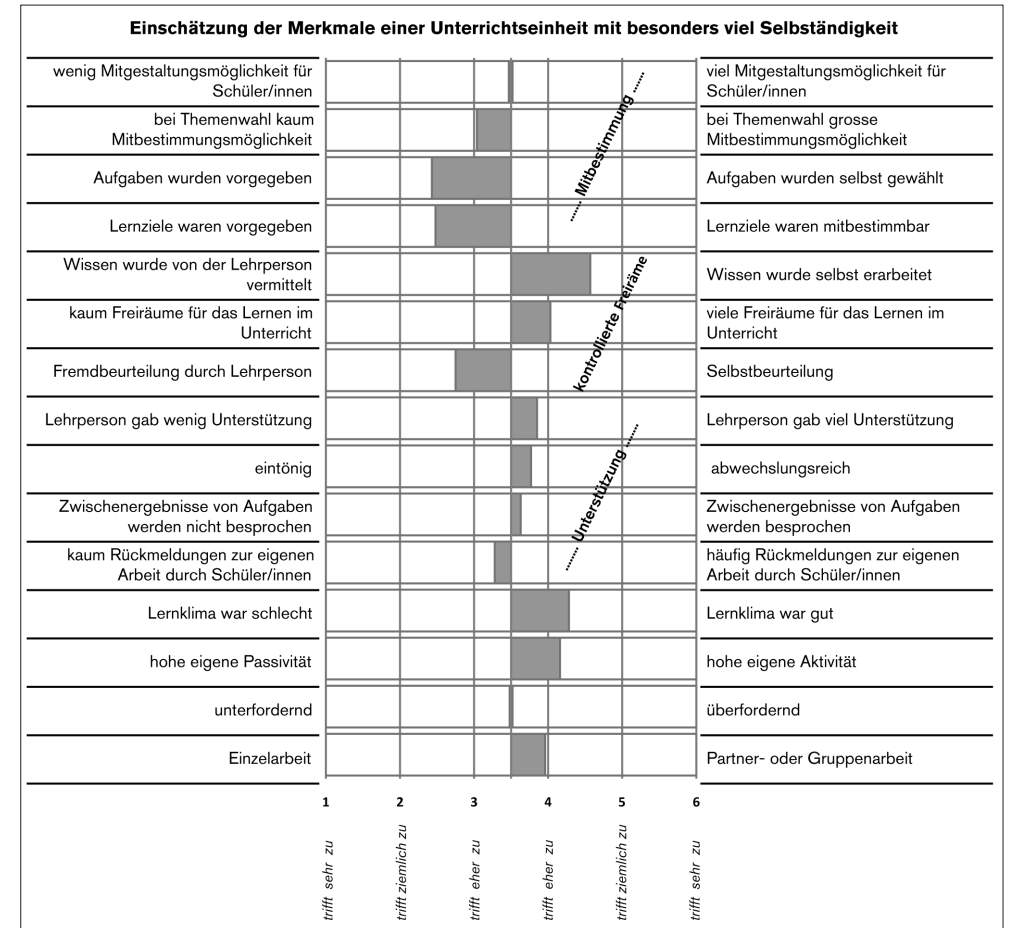 Einschätzung der Merkmale einer Unterrichtseinheit mit besonders viel Selbständigkeit
wenig Mitgestaltungsmöglichkeit für
Schüler/innen
viel Mitgestaltungsmöglichkeit für
Schüler/innen
bei Themenwahl kaum
Mitbestimmungsmöglichkeit
bei Themenwahl grosse
Mitbestimmungsmöglichkeit
Aufgaben wurden vorgegeben
Aufgaben wurden selbst gewählt
Lernziele waren vorgegeben
Lernziele waren mitbestimmbar
Mitbestimmung
Wissen wurde von der Lehrperson
vermittelt
Wissen wurde selbst erarbeitet
kaum Freiräume für das Lernen im
Unterricht
viele Freiräume für das Lernen im
Unterricht
Fremdbeurteilung durch Lehrperson
Selbstbeurteilung
kontrollierte Freiräme
Lehrperson gab wenig Unterstützung
Lehrperson gab viel Unterstützung
eintönig
abwechslungsreich
Zwischenergebnisse von Aufgaben
werden nicht besprochen
Zwischenergebnisse von Aufgaben
werden besprochen
kaum Rückmeldungen zur eigenen
Arbeit durch Schüler/innen
häufig Rückmeldungen zur eigenen
Arbeit durch Schüler/innen
Unterstützung
Lernklima war schlecht
Lernklima war gut
hohe eigene Passivität
hohe eigene Aktivität
unterfordernd
überfordernd
Einzelarbeit
Partner- oder Gruppenarbeit
1 2 3 4 5 6
trifft sehr zu
trifft ziemlich zu
trifft eher zu
trifft eher zu
trifft ziemlich zu
trifft sehr zu